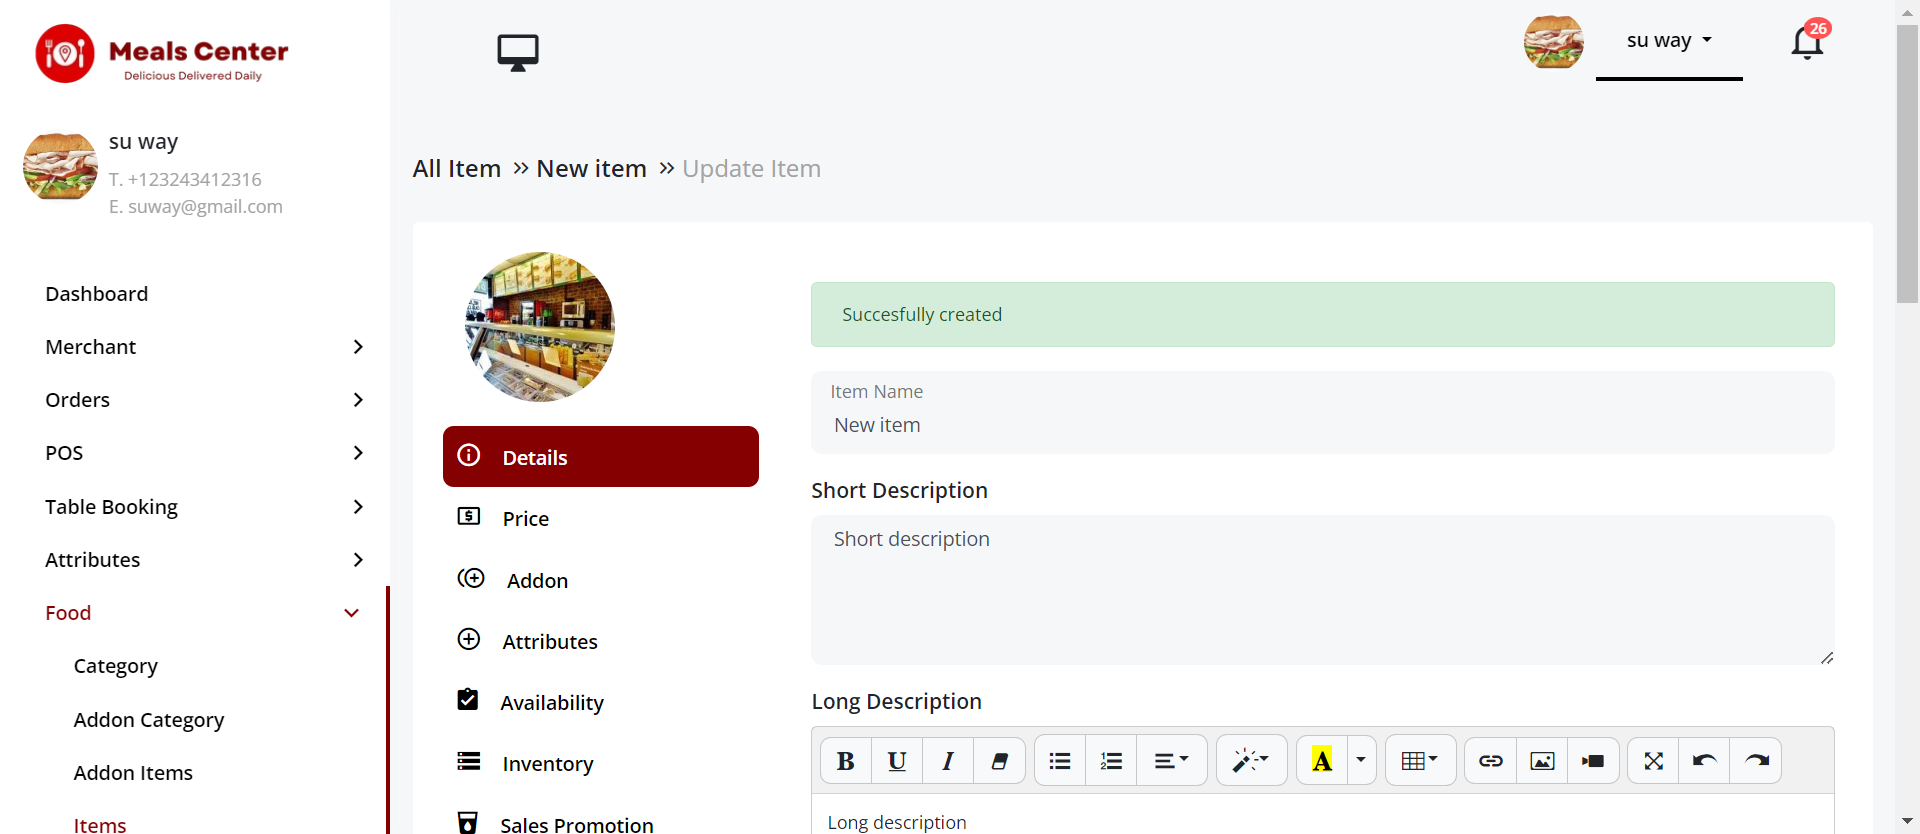 Meals Center
Delicious Delivered Daily
su way
T. +123243412316
E. suway@gmail.com
Dashboard
Merchant
Orders
POS
Table Booking
Attributes
Food
Category
Addon Category
Addon Items
Items
su way
26
All Item » New item » Update Item
Details
Price
Addon
Attributes
Availability
Inventory
Sales Promotion
Succesfully created
Item Name
New item
Short Description
Short description
Long Description
B U I A
Long description